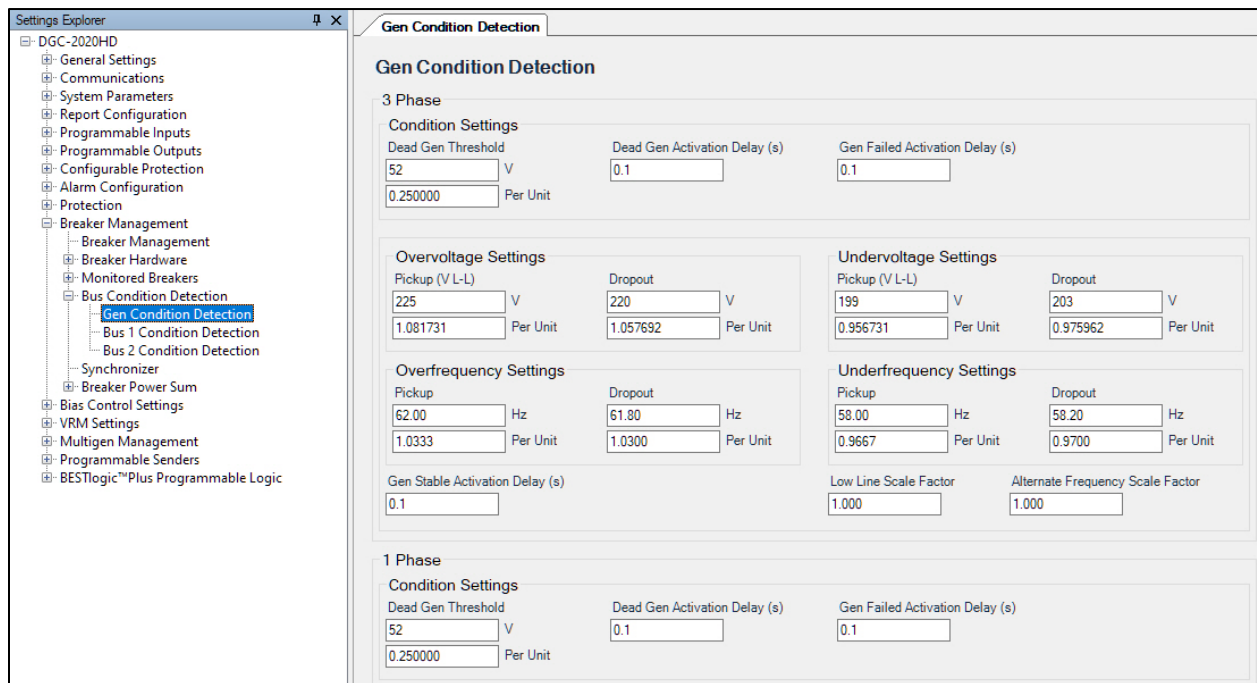 Settings Explorer
DGC-2020HD
General Settings
Communications
System Parameters
Report Configuration
Programmable Inputs
Programmable Outputs
Configurable Protection
Alarm Configuration
Protection
Breaker Management
Breaker Management
Breaker Hardware
Monitored Breakers
Bus Condition Detection
Gen Condition Detection
Bus 1 Condition Detection
Bus 2 Condition Detection
Synchronizer
Breaker Power Sum
Bias Control Settings
VRM Settings
Multigen Management
Programmable Senders
BESTlogic™Plus Programmable Logic
Gen Condition Detection
Gen Condition Detection
3 Phase
Condition Settings
Dead Gen Threshold Dead Gen Activation Delay (s) Gen Failed Activation Delay (s)
52 V 0.1 0.1
0.250000 Per Unit
Overvoltage Settings Undervoltage Settings
Pickup (V L-L) Dropout Pickup (V L-L) Dropout
225 V 220 V 199 V 203 V
1.081731 Per Unit 1.057692 Per Unit 0.956731 Per Unit 0.975962 Per Unit
Overfrequency Settings Underfrequency Settings
Pickup Dropout Pickup Dropout
62.00 Hz 61.80 Hz 58.00 Hz 58.20 Hz
1.0333 Per Unit 1.0300 Per Unit 0.9667 Per Unit 0.9700 Per Unit
Gen Stable Activation Delay (s) Low Line Scale Factor Alternate Frequency Scale Factor
0.1 1.000 1.000
1 Phase
Condition Settings
Dead Gen Threshold Dead Gen Activation Delay (s) Gen Failed Activation Delay (s)
52 V 0.1 0.1
0.250000 Per Unit